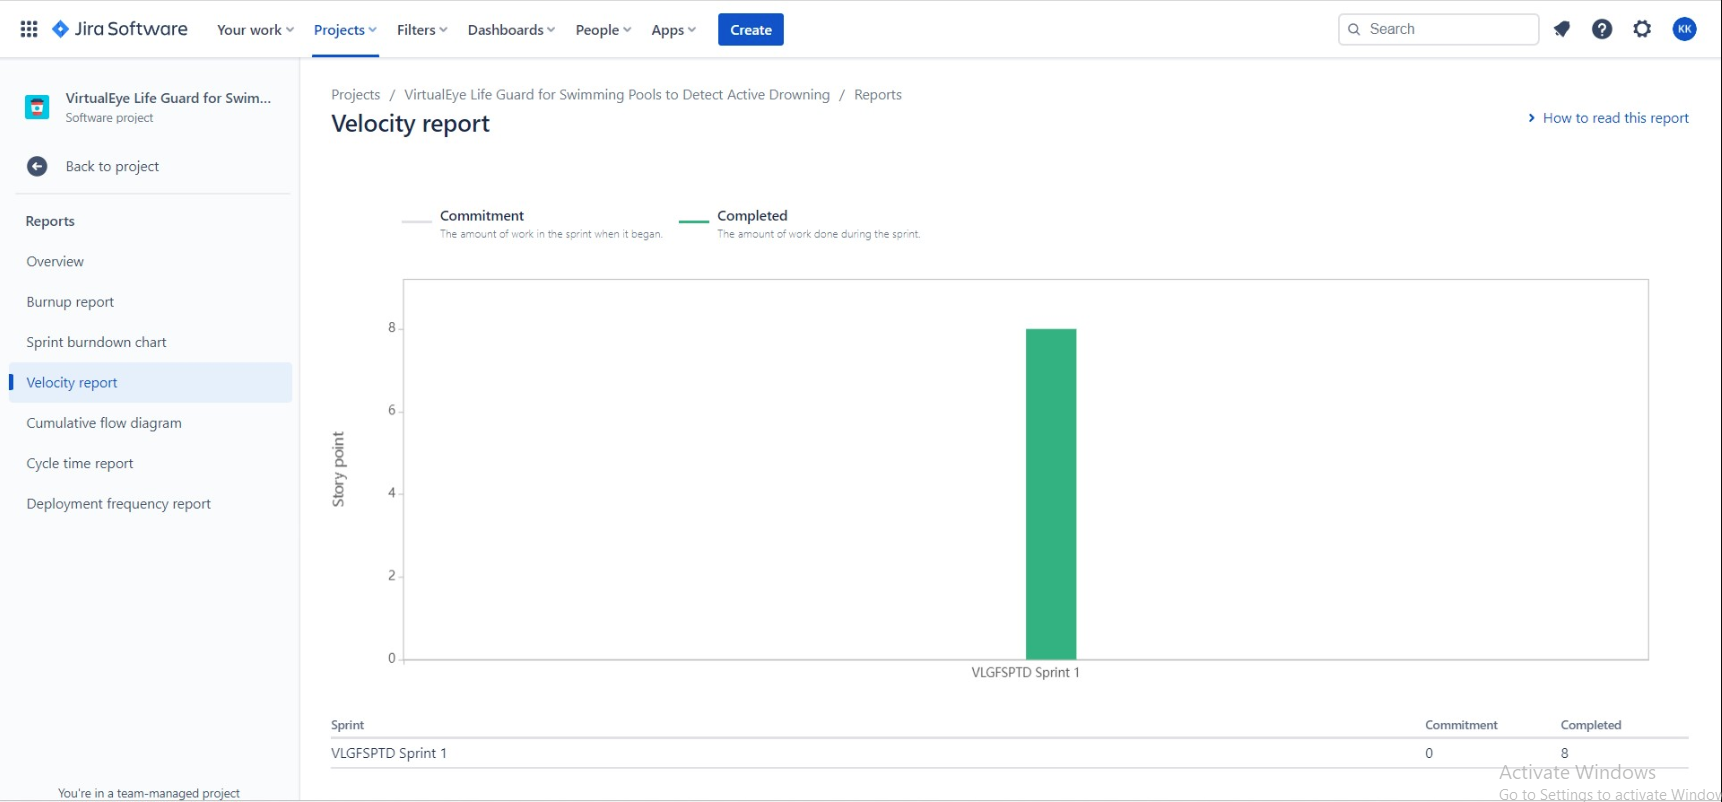 Jira Software Your work Projects Filters Dashboards People Apps Create Search KK
VirtualEye Life Guard for Swim...
Software project
Back to project
Reports
Overview
Burnup report
Sprint burndown chart
Velocity report
Cumulative flow diagram
Cycle time report
Deployment frequency report
You're in a team-managed project
Projects / VirtualEye Life Guard for Swimming Pools to Detect Active Drowning / Reports
Velocity report
How to read this report
Commitment
The amount of work in the sprint when it began.
Completed
The amount of work done during the sprint.
Story point
8
6
4
2
0
VLGFSPTD Sprint 1
Sprint Commitment Completed
VLGFSPTD Sprint 1 0 8
Activate Windows
Go to Settings to activate Window